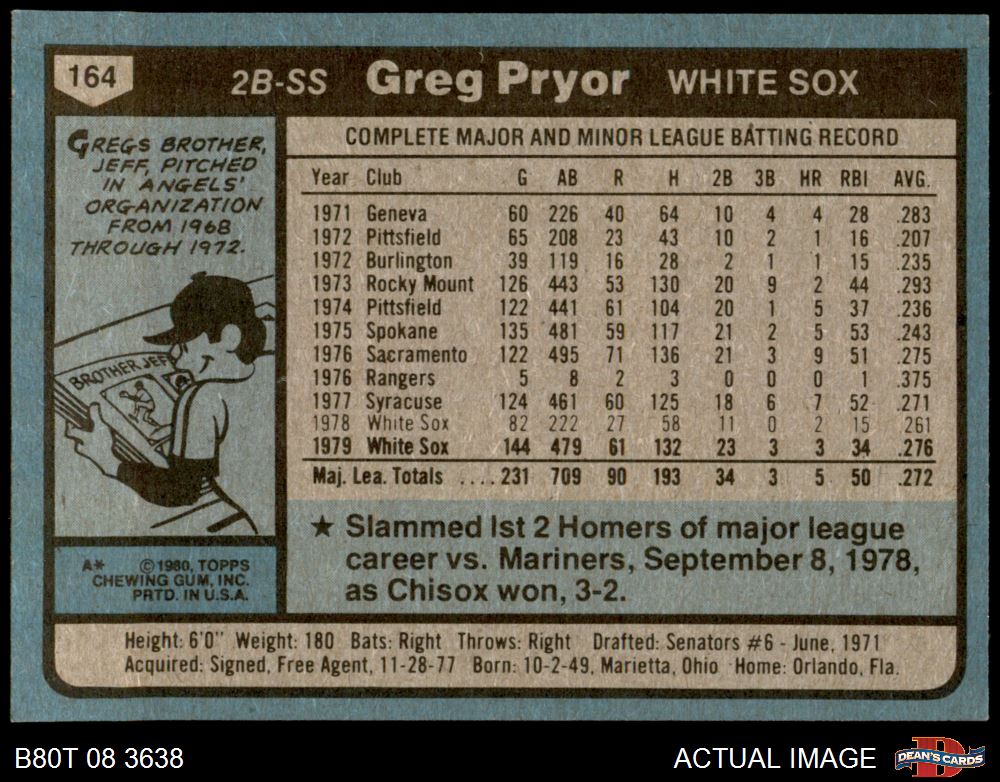 164 2B-SS Greg Pryor WHITE SOX
GREGS BROTHER,
JEFF, PITCHED
IN ANGELS'
ORGANIZATION
FROM 1968
THROUGH 1972.
BROTHER JEFF
A* ©1980, TOPPS
CHEWING GUM, INC.
PRTD. IN U.S.A.
COMPLETE MAJOR AND MINOR LEAGUE BATTING RECORD
Year Club G AB R H 2B 3B HR RBI AVG.
1971 Geneva 60 226 40 64 10 4 4 28 .283
1972 Pittsfield 65 208 23 43 10 2 1 16 .207
1972 Burlington 39 119 16 28 2 1 1 15 .235
1973 Rocky Mount 126 443 53 130 20 9 2 44 .293
1974 Pittsfield 122 441 61 104 20 1 5 37 .236
1975 Spokane 135 481 59 117 21 2 5 53 .243
1976 Sacramento 122 495 71 136 21 3 9 51 .275
1976 Rangers 5 8 2 3 0 0 0 1 .375
1977 Syracuse 124 461 60 125 18 6 7 52 .271
1978 White Sox 82 222 27 58 11 0 2 15 .261
1979 White Sox 144 479 61 132 23 3 3 34 .276
Maj. Lea. Totals ....231 709 90 193 34 3 5 50 .272
★ Slammed 1st 2 Homers of major league
career vs. Mariners, September 8, 1978,
as Chisox won, 3-2.
Height: 6'0" Weight: 180 Bats: Right Throws: Right Drafted: Senators #6 - June, 1971
Acquired: Signed, Free Agent, 11-28-77 Born: 10-2-49, Marietta, Ohio Home: Orlando, Fla.
B80T 08 3638 ACTUAL IMAGE DEAN'S CARDS